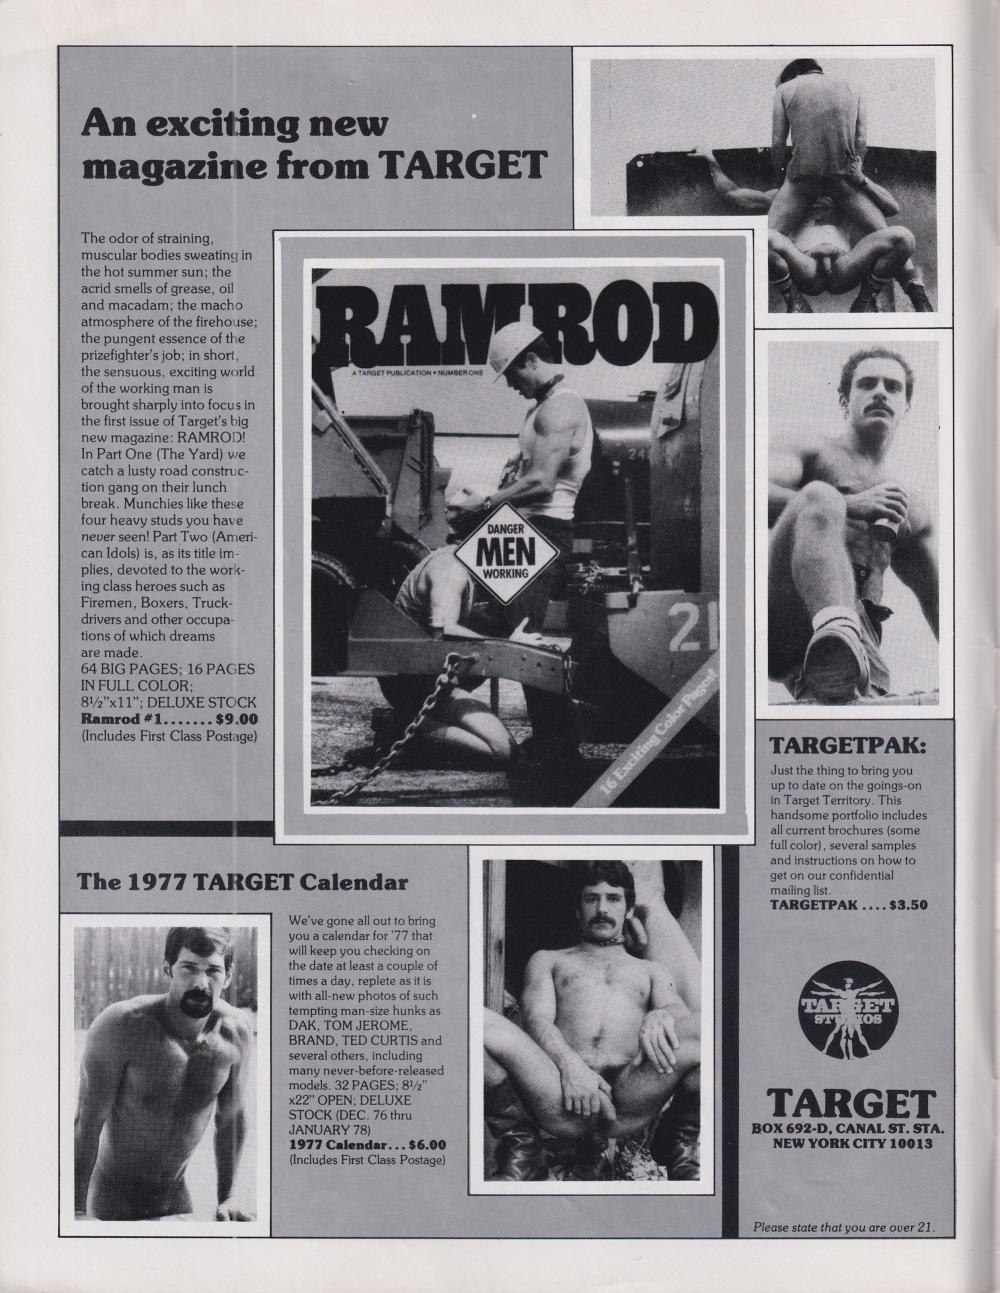 An exciting new
magazine from TARGET
The odor of straining,
muscular bodies sweating in
the hot summer sun; the
acrid smells of grease, oil
and macadam; the macho
atmosphere of the firehouse;
the pungent essence of the
prizefighter's job; in short,
the sensuous, exciting world
of the working man is
brought sharply into focus in
the first issue of Target's big
new magazine: RAMROD!
In Part One (The Yard) we
catch a lusty road construc-
tion gang on their lunch
break. Munchies like these
four heavy studs you have
never seen! Part Two (Ameri-
can Idols) is, as its title im-
plies, devoted to the work-
ing class heroes such as
Firemen, Boxers, Truck-
drivers and other occupa-
tions of which dreams
are made.
64 BIG PAGES; 16 PAGES
IN FULL COLOR;
8½"x11"; DELUXE STOCK
Ramrod #1....... $9.00
(Includes First Class Postage)
RAMROD
A TARGET PUBLICATION • NUMBER ONE
24
DANGER
MEN
WORKING
21
16 Exciting Color Pages!
TARGETPAK:
Just the thing to bring you
up to date on the goings-on
in Target Territory. This
handsome portfolio includes
all current brochures (some
full color), several samples
and instructions on how to
get on our confidential
mailing list.
TARGETPAK .... $3.50
The 1977 TARGET Calendar
We've gone all out to bring
you a calendar for '77 that
will keep you checking on
the date at least a couple of
times a day, replete as it is
with all-new photos of such
tempting man-size hunks as
DAK, TOM JEROME,
BRAND, TED CURTIS and
several others, including
many never-before-released
models. 32 PAGES; 8½"
x22" OPEN; DELUXE
STOCK (DEC. 76 thru
JANUARY 78)
1977 Calendar... $6.00
(Includes First Class Postage)
TARGET
STUDIOS
TARGET
BOX 692-D, CANAL ST. STA.
NEW YORK CITY 10013
Please state that you are over 21.